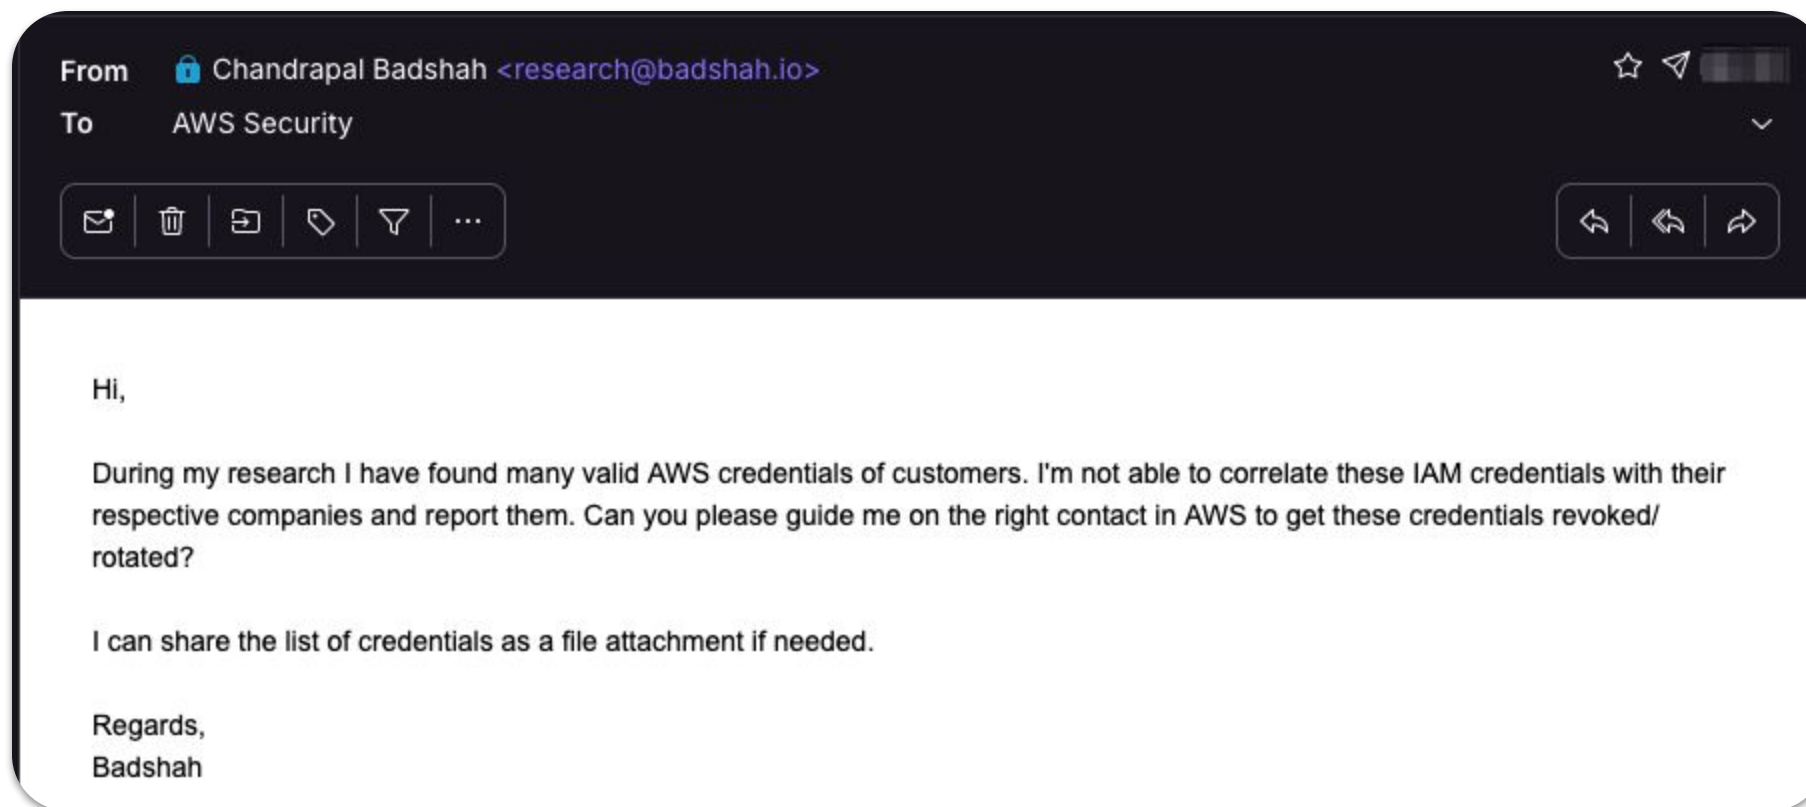 From Chandrapal Badshah <research@badshah.io>
To AWS Security
Hi,
During my research I have found many valid AWS credentials of customers. I'm not able to correlate these IAM credentials with their
respective companies and report them. Can you please guide me on the right contact in AWS to get these credentials revoked/
rotated?
I can share the list of credentials as a file attachment if needed.
Regards,
Badshah